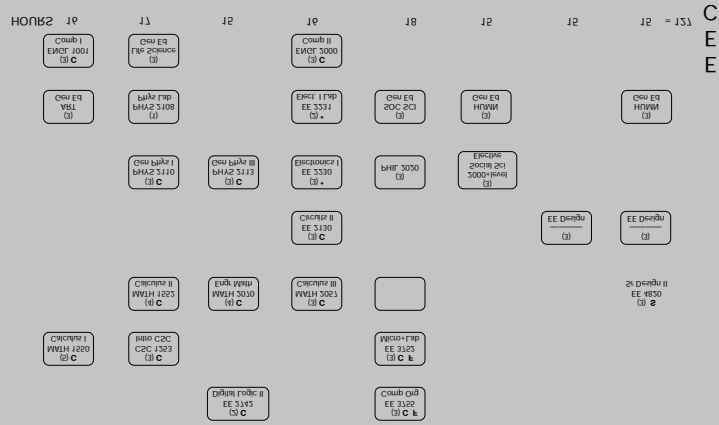 HOURS 16 17 15 16 18 15 15 15 = 127
C
E
E
Comp I
ENGL 1001
(3) C
Gen Ed
Life Science
(3)
Comp II
ENGL 2000
(3) C
Gen Ed
ART
(3)
Phys Lab
PHYS 2108
(1)
Elect. I Lab
EE 2231
(2) *
Gen Ed
SOC SCI
(3)
Gen Ed
HUMN
(3)
Gen Ed
HUMN
(3)
Gen Phys I
PHYS 2110
(3) C
Gen Phys III
PHYS 2113
(3) C
Electronics I
EE 2230
(3) *
PHIL 2020
(3)
Elective
Social Sci
2000+level
(3)
Circuits II
EE 2130
(3) C
EE Design
________
(3)
EE Design
________
(3)
Calculus II
MATH 1552
(4) C
Engr Math
MATH 2070
(4) C
Calculus III
MATH 2057
(3) C
Sr Design II
EE 4820
(3) S
Calculus I
MATH 1550
(5) C
Intro CSC
CSC 1253
(3) C
Micro+Lab
EE 3752
(3) C F
Digital Logic II
EE 2742
(2) C
Comp Org
EE 3755
(3) C F